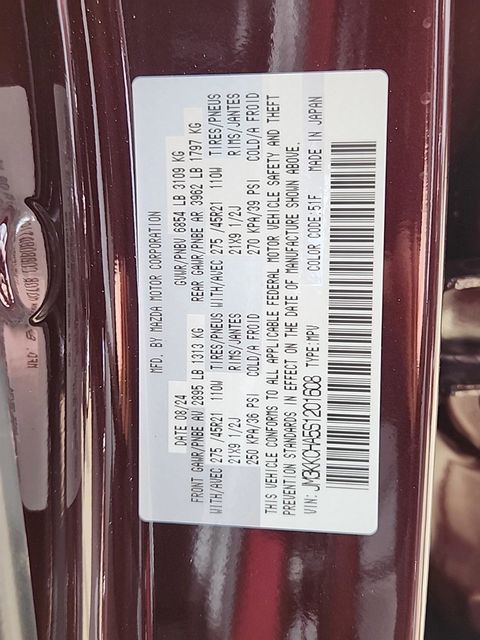 MFD. BY MAZDA MOTOR CORPORATION
DATE 08/24 GVWR/PNBV 6854 LB 3109 KG
FRONT GAWR/PNBE AV 2895 LB 1313 KG REAR GAWR/PNBE AR 3962 LB 1797 KG
WITH/AVEC 275 /45R21 110W TIRES/PNEUS WITH/AVEC 275 /45R21 110W TIRES/PNEUS
21X9 1/2J RIMS/JANTES 21X9 1/2J RIMS/JANTES
250 KPA/36 PSI COLD/A FROID 270 KPA/39 PSI COLD/A FROID
THIS VEHICLE CONFORMS TO ALL APPLICABLE FEDERAL MOTOR VEHICLE SAFETY AND THEFT
PREVENTION STANDARDS IN EFFECT ON THE DATE OF MANUFACTURE SHOWN ABOVE.
VIN: JM3KKCHA5S1201608 TYPE:MPV COLOR CODE:51F MADE IN JAPAN